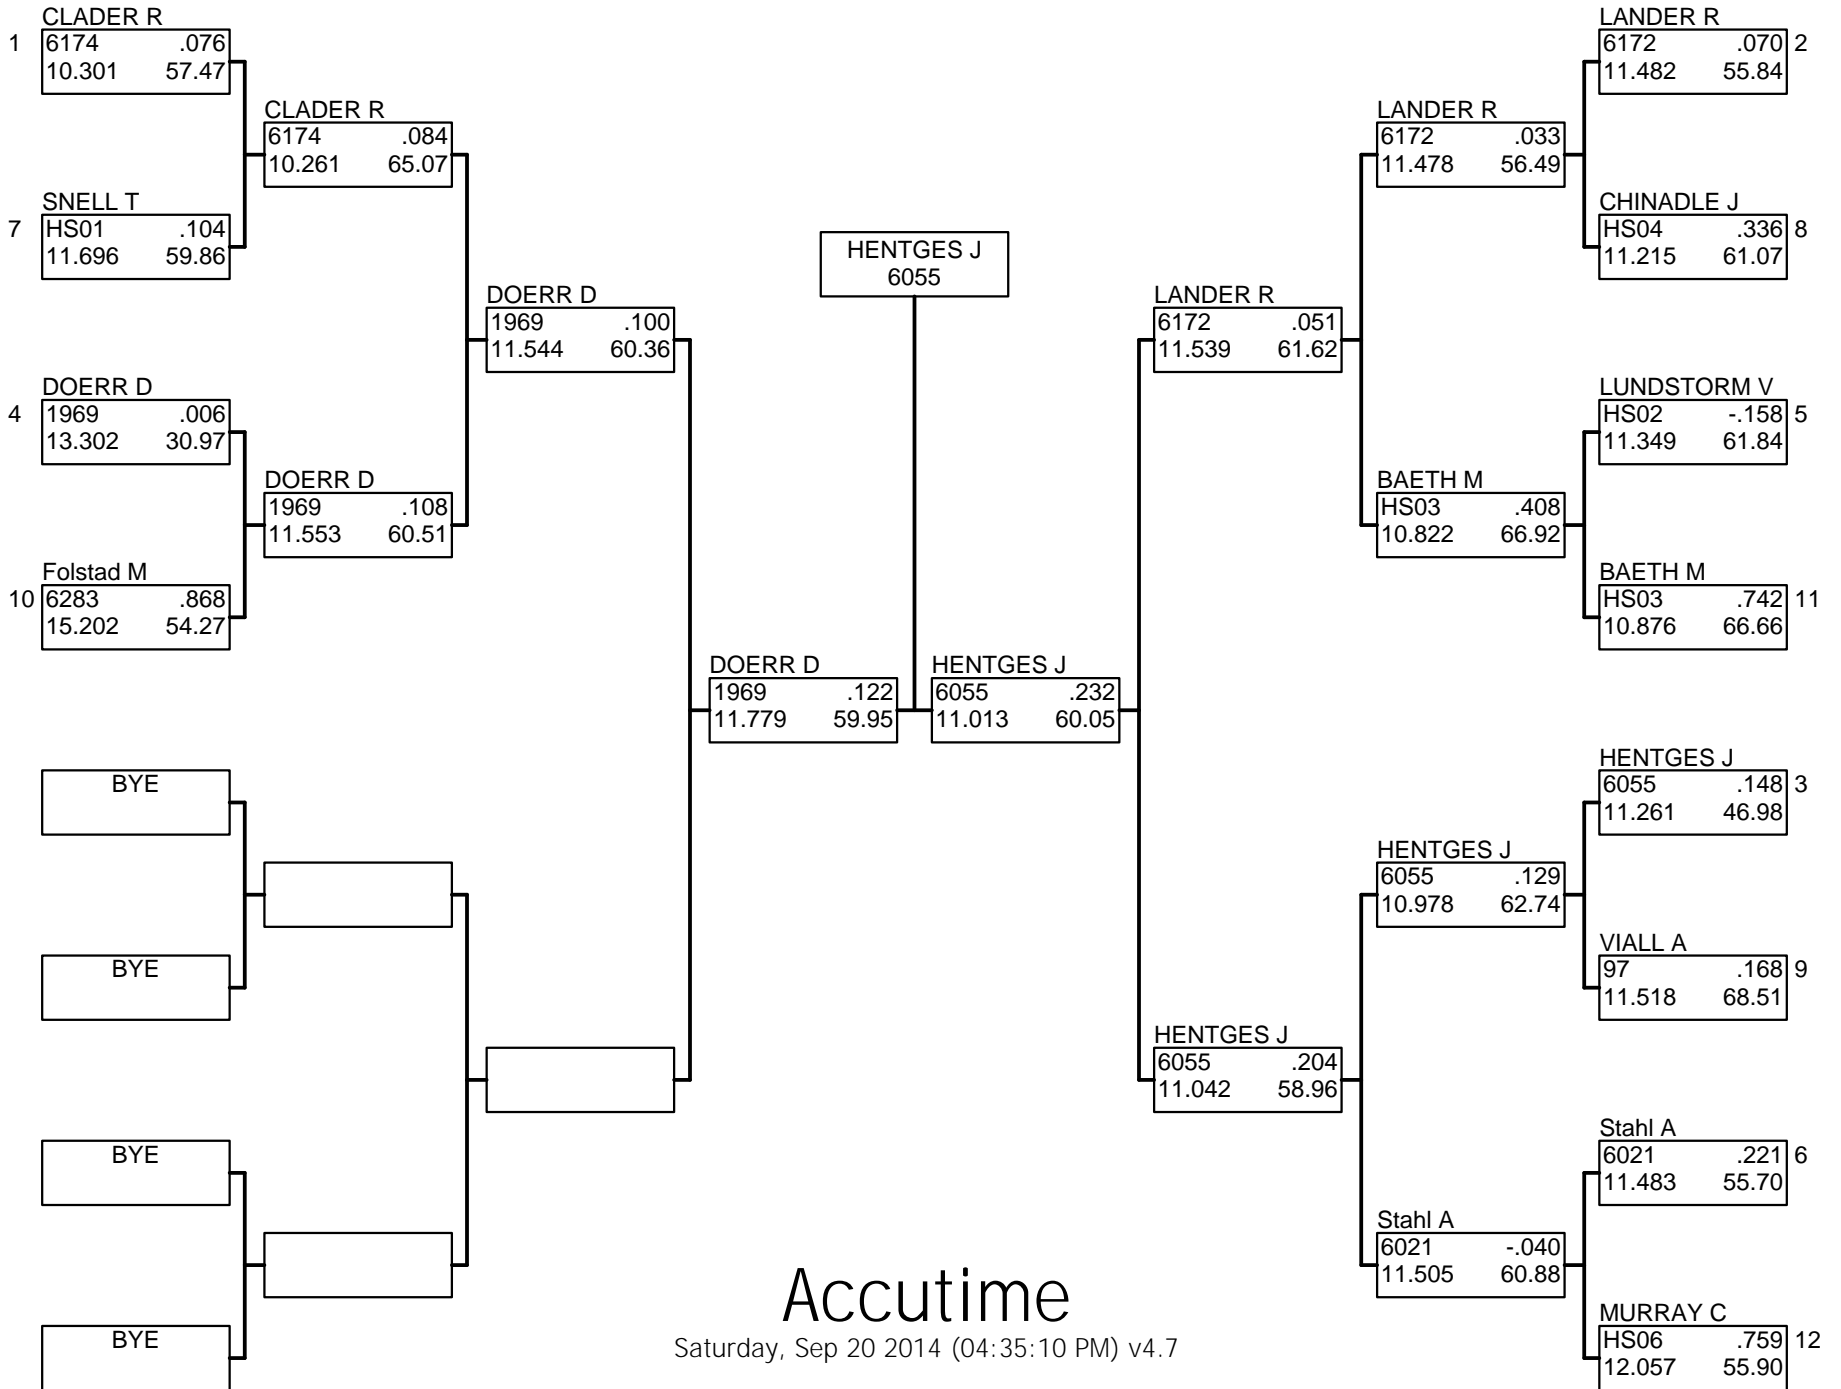 CLADER R
1 6174 .076
10.301 57.47
SNELL T
7 HS01 .104
11.696 59.86
DOERR D
4 1969 .006
13.302 30.97
Folstad M
10 6283 .868
15.202 54.27
BYE
BYE
BYE
BYE
CLADER R
6174 .084
10.261 65.07
DOERR D
1969 .108
11.553 60.51
DOERR D
1969 .100
11.544 60.36
DOERR D
1969 .122
11.779 59.95
HENTGES J
6055
HENTGES J
6055 .232
11.013 60.05
LANDER R
6172 .051
11.539 61.62
HENTGES J
6055 .204
11.042 58.96
LANDER R
6172 .033
11.478 56.49
BAETH M
HS03 .408
10.822 66.92
HENTGES J
6055 .129
10.978 62.74
Stahl A
6021 -.040
11.505 60.88
LANDER R
6172 .070 2
11.482 55.84
CHINADLE J
HS04 .336 8
11.215 61.07
LUNDSTORM V
HS02 -.158 5
11.349 61.84
BAETH M
HS03 .742 11
10.876 66.66
HENTGES J
6055 .148 3
11.261 46.98
VIALL A
97 .168 9
11.518 68.51
Stahl A
6021 .221 6
11.483 55.70
MURRAY C
HS06 .759 12
12.057 55.90
Accutime
Saturday, Sep 20 2014 (04:35:10 PM) v4.7